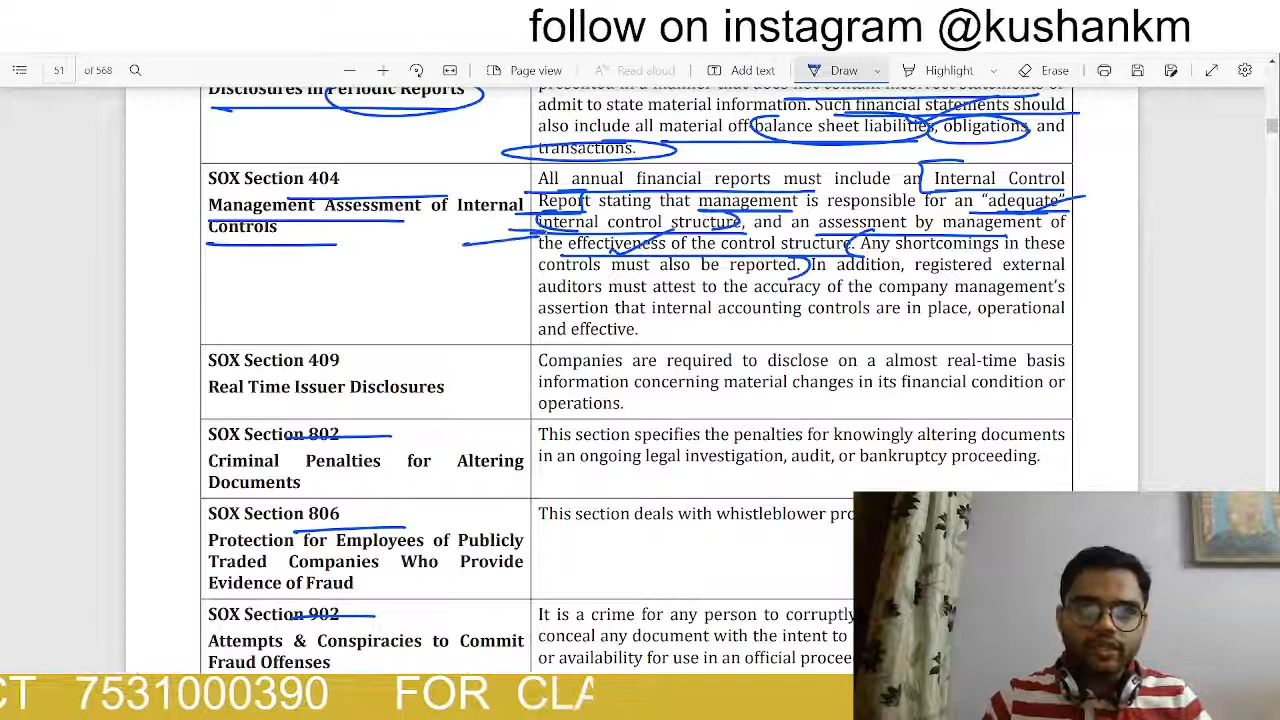 follow on instagram @kushankm
51 of 568
Page view
Read aloud
Add text
Draw
Highlight
Erase
Disclosures in Periodic Reports
presented in a manner that does not contain incorrect statements or
admit to state material information. Such financial statements should
also include all material off balance sheet liabilities, obligations, and
transactions.
SOX Section 404
Management Assessment of Internal
Controls
All annual financial reports must include an Internal Control
Report stating that management is responsible for an “adequate”
internal control structure, and an assessment by management of
the effectiveness of the control structure. Any shortcomings in these
controls must also be reported. In addition, registered external
auditors must attest to the accuracy of the company management’s
assertion that internal accounting controls are in place, operational
and effective.
SOX Section 409
Real Time Issuer Disclosures
Companies are required to disclose on a almost real-time basis
information concerning material changes in its financial condition or
operations.
SOX Section 802
Criminal Penalties for Altering
Documents
This section specifies the penalties for knowingly altering documents
in an ongoing legal investigation, audit, or bankruptcy proceeding.
SOX Section 806
Protection for Employees of Publicly
Traded Companies Who Provide
Evidence of Fraud
This section deals with whistleblower pro
SOX Section 902
Attempts & Conspiracies to Commit
Fraud Offenses
It is a crime for any person to corruptly
conceal any document with the intent to
or availability for use in an official procee
CT 7531000390 FOR CLA